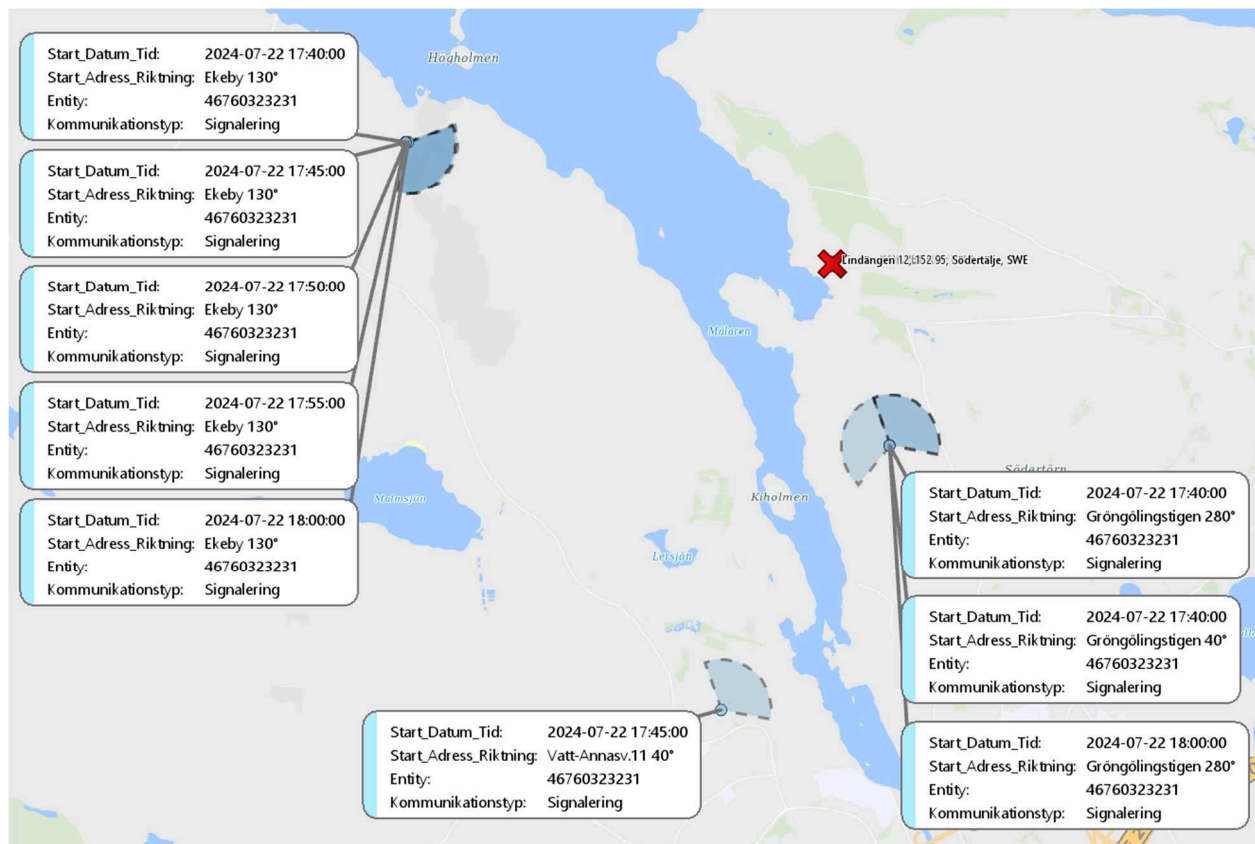 Högholmen
Start_Datum_Tid: 2024-07-22 17:40:00
Start_Adress_Riktning: Ekeby 130°
Entity: 46760323231
Kommunikationstyp: Signalering
Start_Datum_Tid: 2024-07-22 17:45:00
Start_Adress_Riktning: Ekeby 130°
Entity: 46760323231
Kommunikationstyp: Signalering
Start_Datum_Tid: 2024-07-22 17:50:00
Start_Adress_Riktning: Ekeby 130°
Entity: 46760323231
Kommunikationstyp: Signalering
Start_Datum_Tid: 2024-07-22 17:55:00
Start_Adress_Riktning: Ekeby 130°
Entity: 46760323231
Kommunikationstyp: Signalering
Start_Datum_Tid: 2024-07-22 18:00:00
Start_Adress_Riktning: Ekeby 130°
Entity: 46760323231
Kommunikationstyp: Signalering
Lindängen 12, 152 95; Södertälje, SWE
Mälaren
Malmsjön
Kiholmen
Södertörn
Lersjön
Start_Datum_Tid: 2024-07-22 17:40:00
Start_Adress_Riktning: Gröngölingstigen 280°
Entity: 46760323231
Kommunikationstyp: Signalering
Start_Datum_Tid: 2024-07-22 17:40:00
Start_Adress_Riktning: Gröngölingstigen 40°
Entity: 46760323231
Kommunikationstyp: Signalering
Start_Datum_Tid: 2024-07-22 17:45:00
Start_Adress_Riktning: Vatt-Annasv.11 40°
Entity: 46760323231
Kommunikationstyp: Signalering
Start_Datum_Tid: 2024-07-22 18:00:00
Start_Adress_Riktning: Gröngölingstigen 280°
Entity: 46760323231
Kommunikationstyp: Signalering